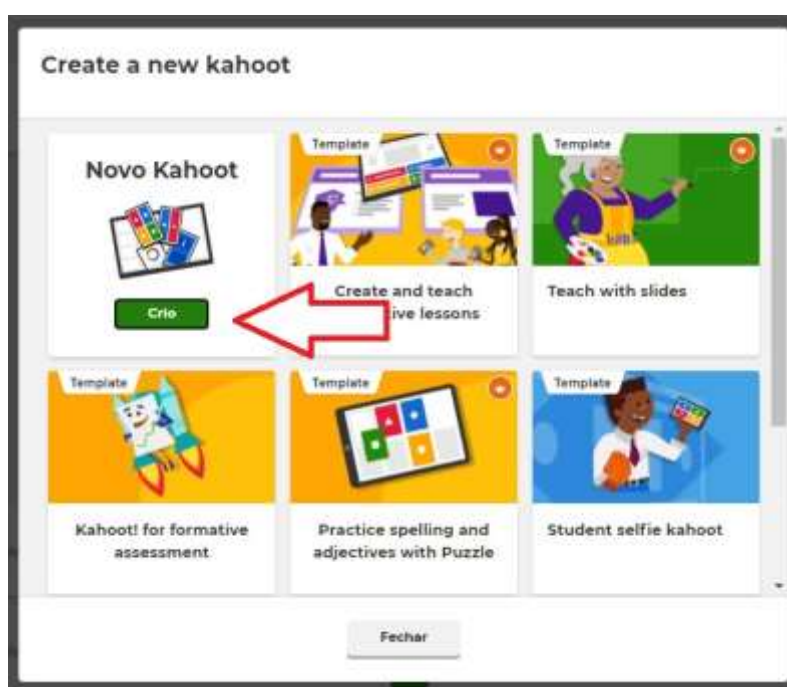 Create a new kahoot
Novo Kahoot
Crio
Template
Create and teach
ive lessons
Template
Teach with slides
Template
Kahoot! for formative
assessment
Template
Practice spelling and
adjectives with Puzzle
Template
Student selfie kahoot
Fechar